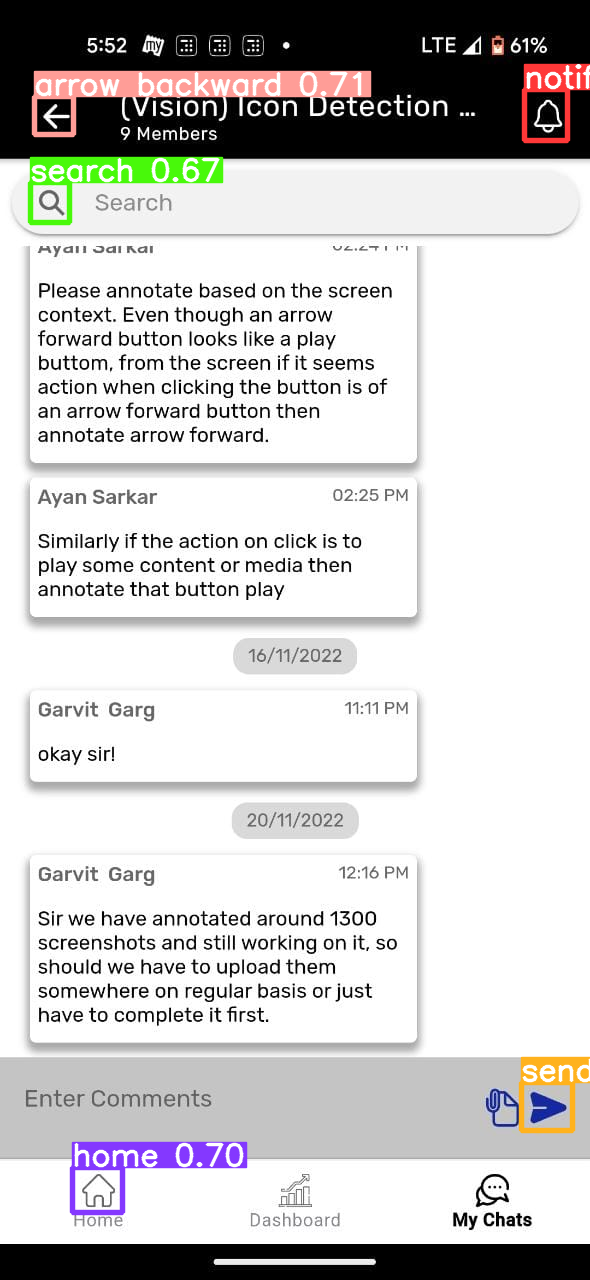 5:52 LTE 61%
arrow_backward 0.71
notif
(Vision) Icon Detection ...
9 Members
search 0.67
Search
Ayan Sarkar 02:24 PM
Please annotate based on the screen
context. Even though an arrow
forward button looks like a play
buttom, from the screen if it seems
action when clicking the button is of
an arrow forward button then
annotate arrow forward.
Ayan Sarkar 02:25 PM
Similarly if the action on click is to
play some content or media then
annotate that button play
16/11/2022
Garvit Garg 11:11 PM
okay sir!
20/11/2022
Garvit Garg 12:16 PM
Sir we have annotated around 1300
screenshots and still working on it, so
should we have to upload them
somewhere on regular basis or just
have to complete it first.
send
Enter Comments
home 0.70
Home Dashboard My Chats